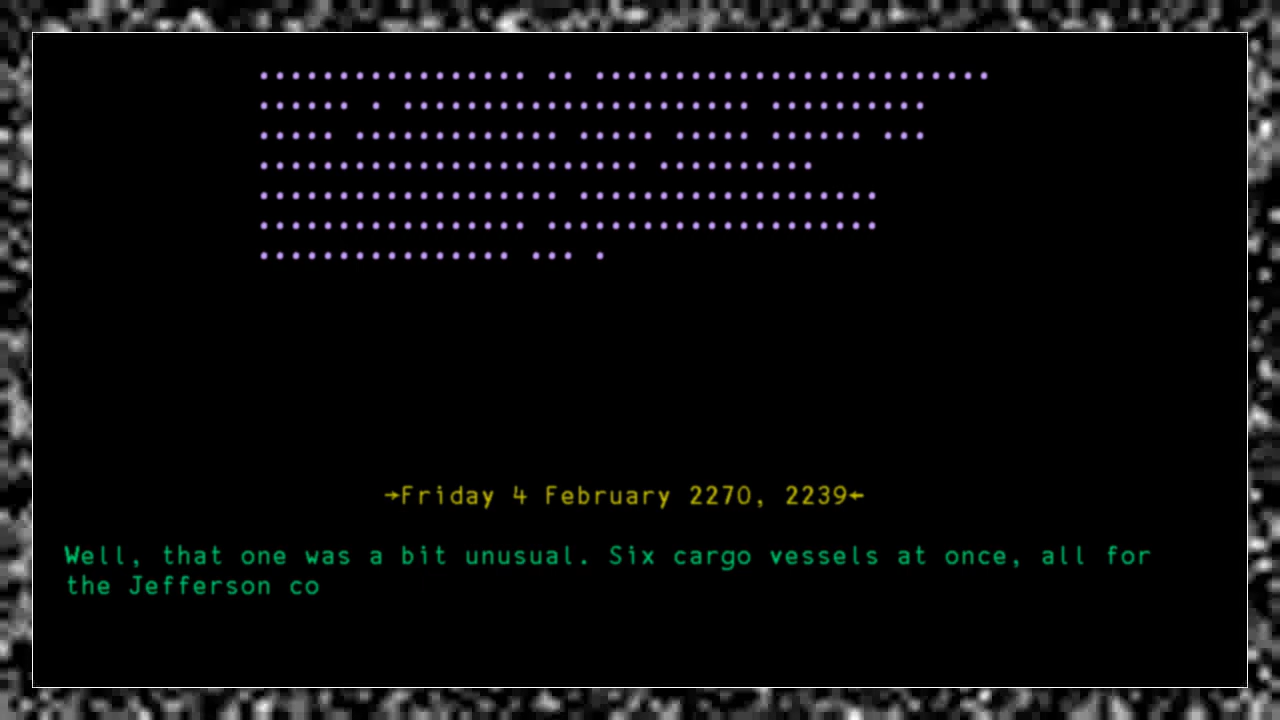 →Friday 4 February 2270, 2239←
Well, that one was a bit unusual. Six cargo vessels at once, all for
the Jefferson co